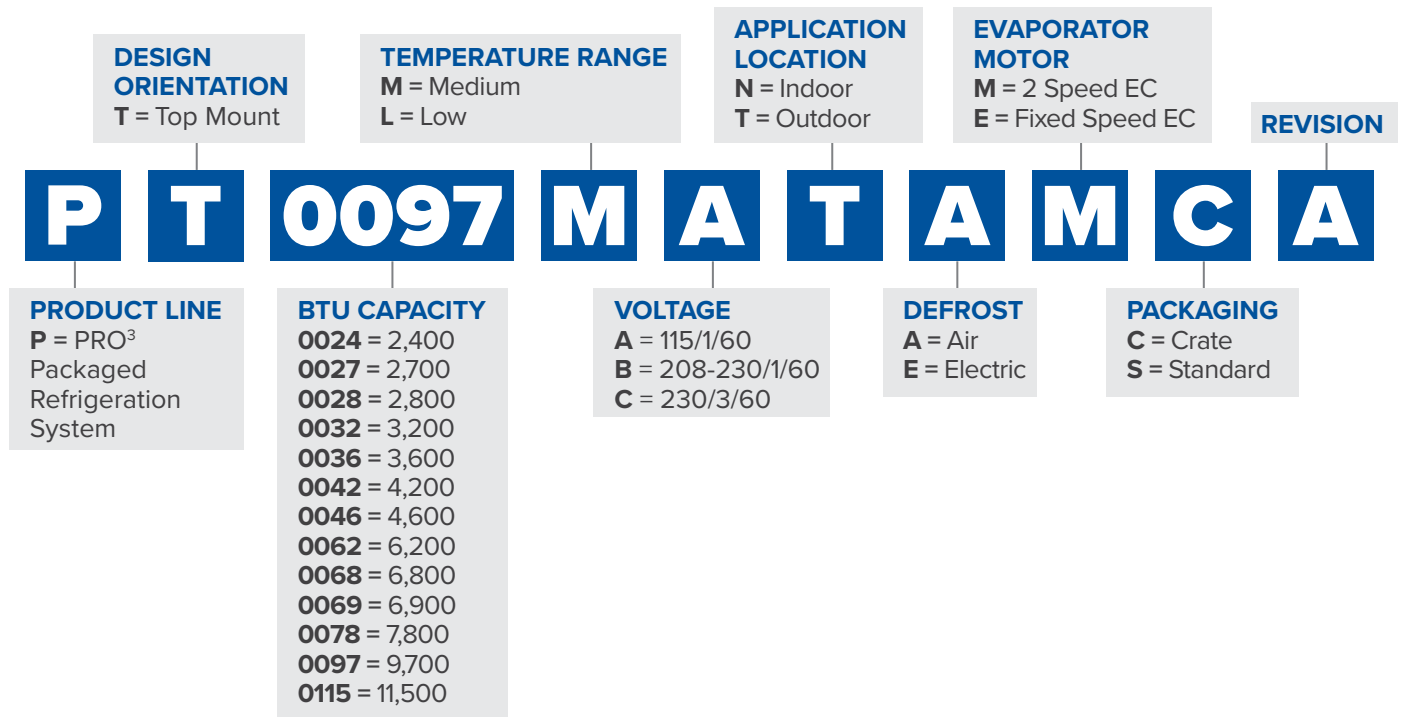 DESIGN
ORIENTATION
T = Top Mount
TEMPERATURE RANGE
M = Medium
L = Low
APPLICATION
LOCATION
N = Indoor
T = Outdoor
EVAPORATOR
MOTOR
M = 2 Speed EC
E = Fixed Speed EC
REVISION
P T 0097 M A T A M C A
PRODUCT LINE
P = PRO³
Packaged
Refrigeration
System
BTU CAPACITY
0024 = 2,400
0027 = 2,700
0028 = 2,800
0032 = 3,200
0036 = 3,600
0042 = 4,200
0046 = 4,600
0062 = 6,200
0068 = 6,800
0069 = 6,900
0078 = 7,800
0097 = 9,700
0115 = 11,500
VOLTAGE
A = 115/1/60
B = 208-230/1/60
C = 230/3/60
DEFROST
A = Air
E = Electric
PACKAGING
C = Crate
S = Standard